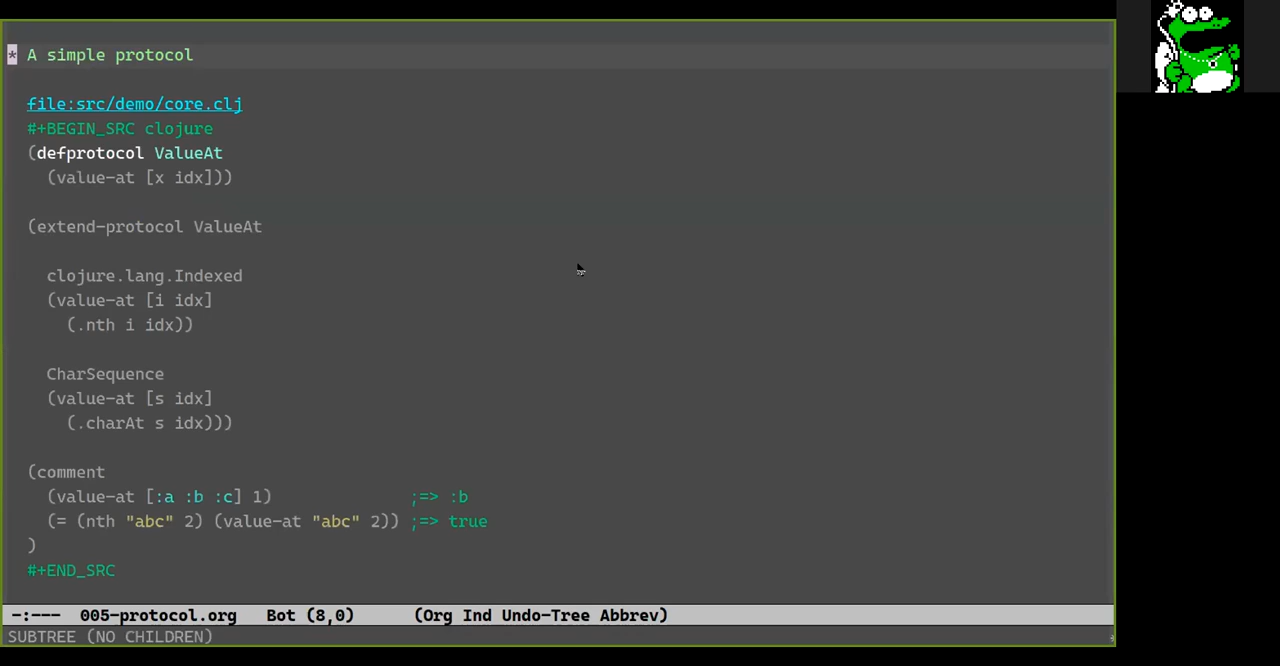 * A simple protocol
file:src/demo/core.clj
#+BEGIN_SRC clojure
(defprotocol ValueAt
(value-at [x idx]))
(extend-protocol ValueAt
clojure.lang.Indexed
(value-at [i idx]
(.nth i idx))
CharSequence
(value-at [s idx]
(.charAt s idx)))
(comment
(value-at [:a :b :c] 1) ;=> :b
(= (nth "abc" 2) (value-at "abc" 2)) ;=> true
)
#+END_SRC
-:--- 005-protocol.org Bot (8,0) (Org Ind Undo-Tree Abbrev)
SUBTREE (NO CHILDREN)